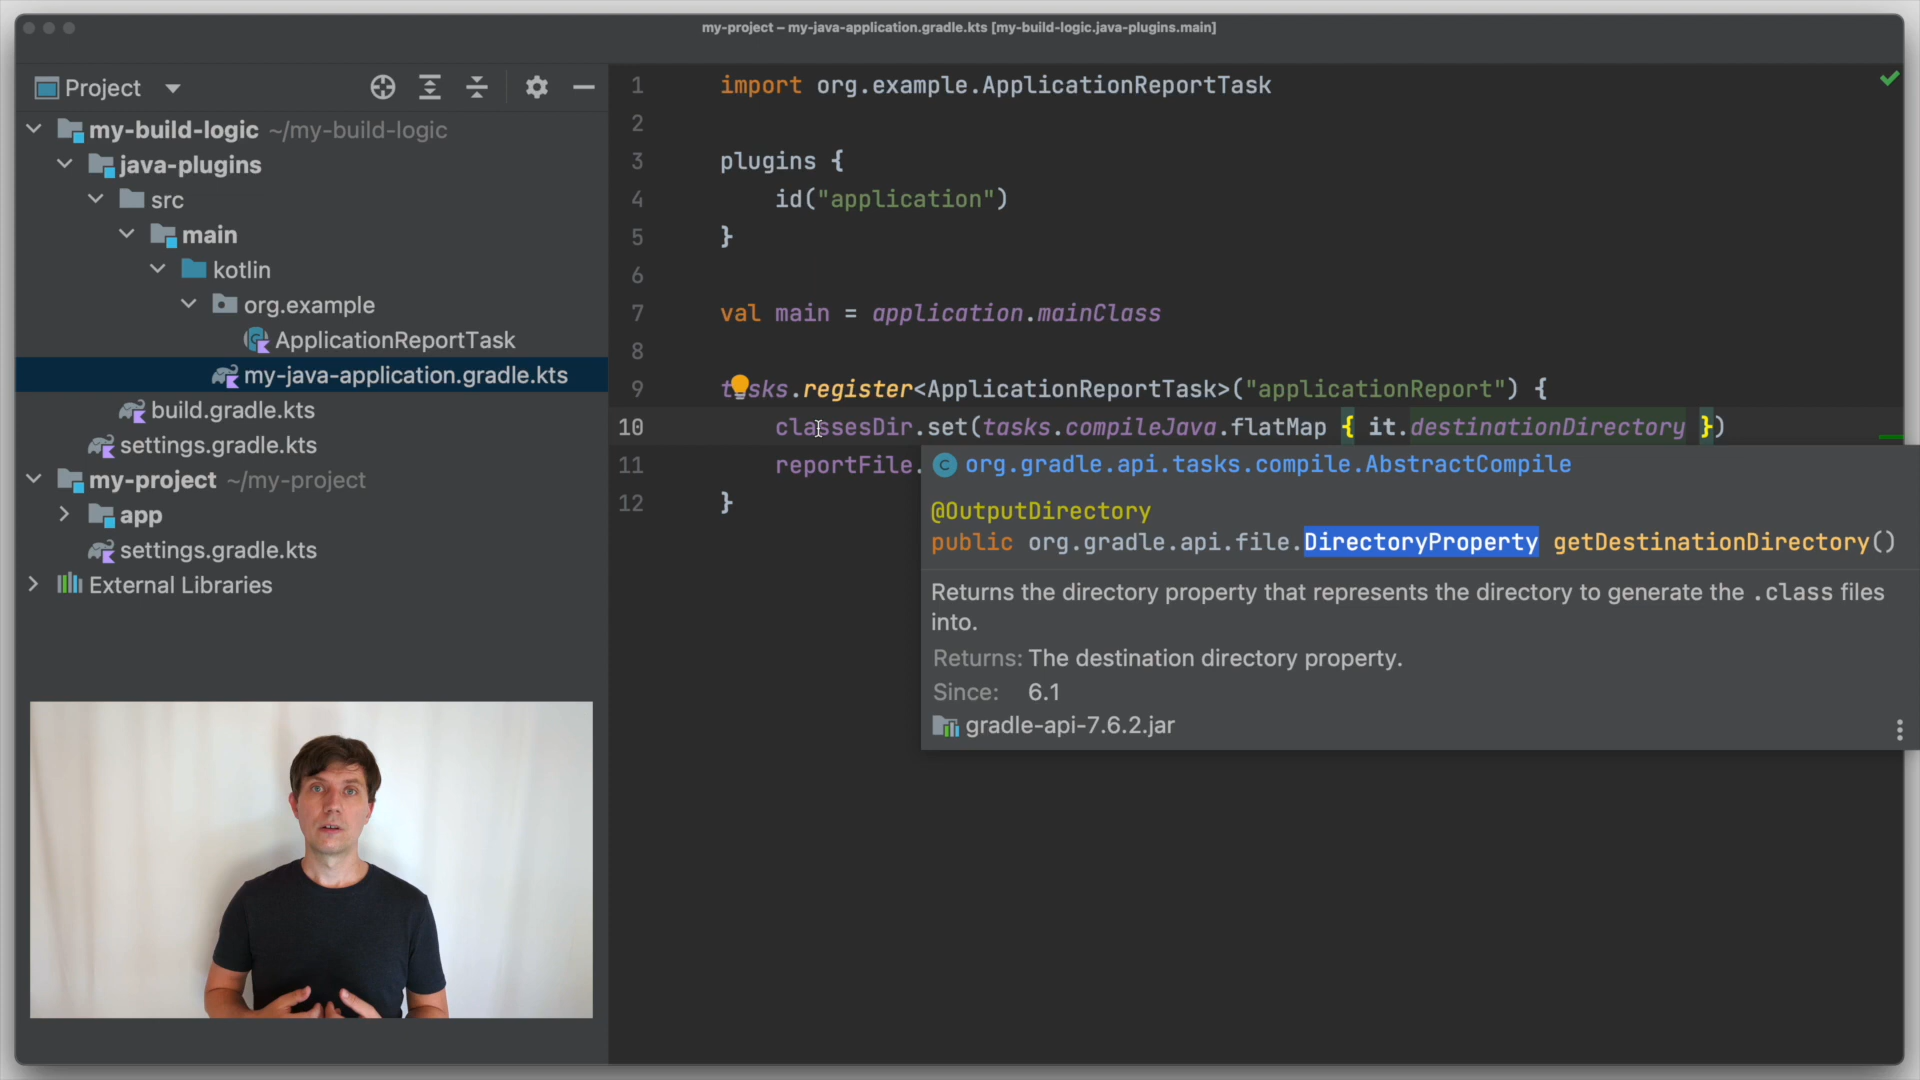 my-project – my-java-application.gradle.kts [my-build-logic.java-plugins.main]
Project
my-build-logic ~/my-build-logic
java-plugins
src
main
kotlin
org.example
ApplicationReportTask
my-java-application.gradle.kts
build.gradle.kts
settings.gradle.kts
my-project ~/my-project
app
settings.gradle.kts
External Libraries
1 import org.example.ApplicationReportTask
2
3 plugins {
4 id("application")
5 }
6
7 val main = application.mainClass
8
9 tasks.register<ApplicationReportTask>("applicationReport") {
10 classesDir.set(tasks.compileJava.flatMap { it.destinationDirectory })
11 reportFile.
12 }
org.gradle.api.tasks.compile.AbstractCompile
@OutputDirectory
public org.gradle.api.file.DirectoryProperty getDestinationDirectory()
Returns the directory property that represents the directory to generate the .class files
into.
Returns: The destination directory property.
Since: 6.1
gradle-api-7.6.2.jar